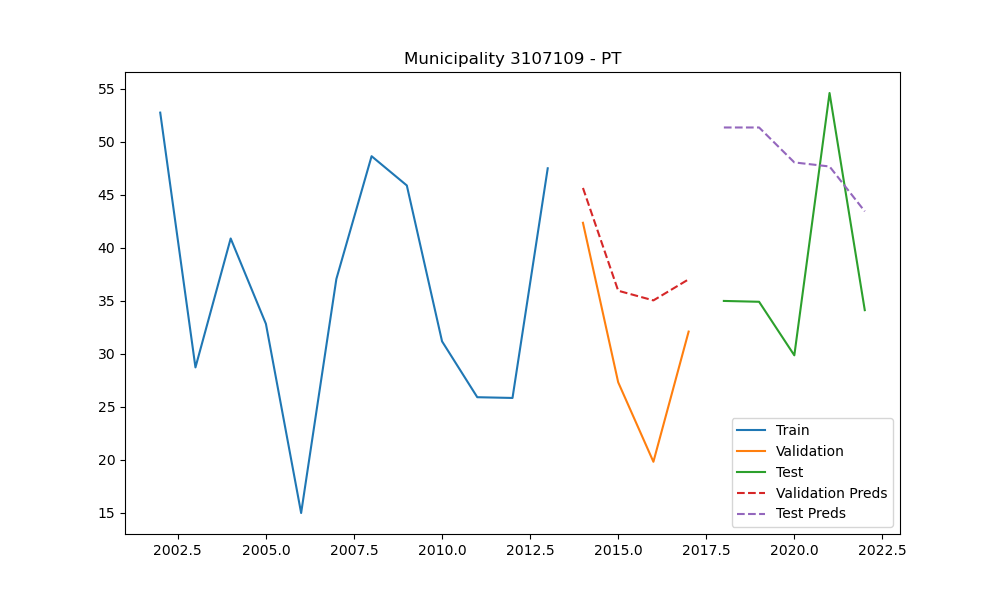 Municipality 3107109 - PT
55
50
45
40
35
30
25
20
15
2002.5 2005.0 2007.5 2010.0 2012.5 2015.0 2017.5 2020.0 2022.5
Train
Validation
Test
Validation Preds
Test Preds